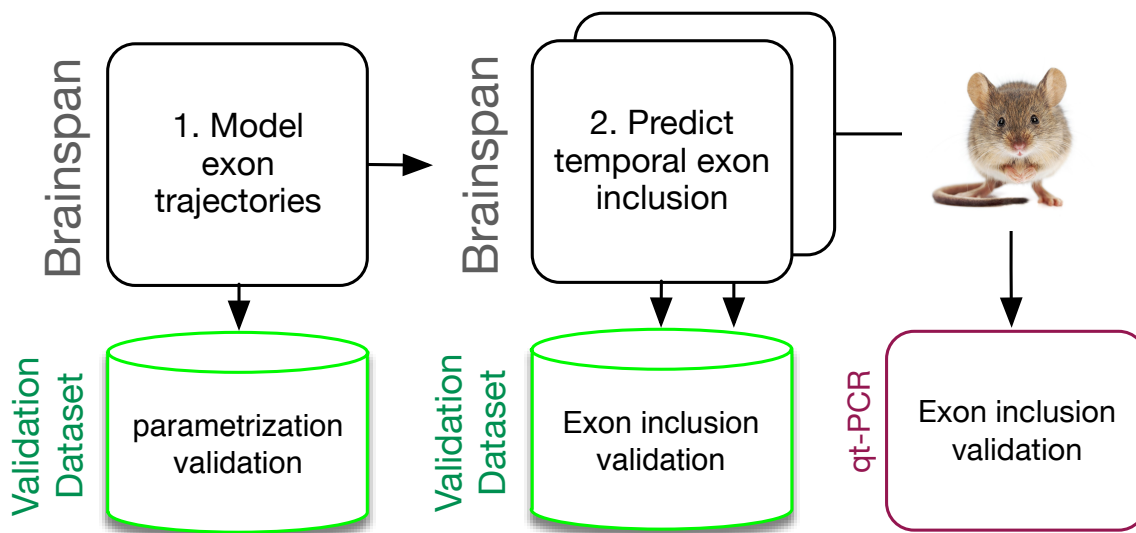 Brainspan
1. Model
exon
trajectories
Brainspan
2. Predict
temporal exon
inclusion
Validation
Dataset
parametrization
validation
Validation
Dataset
Exon inclusion
validation
qt-PCR
Exon inclusion
validation